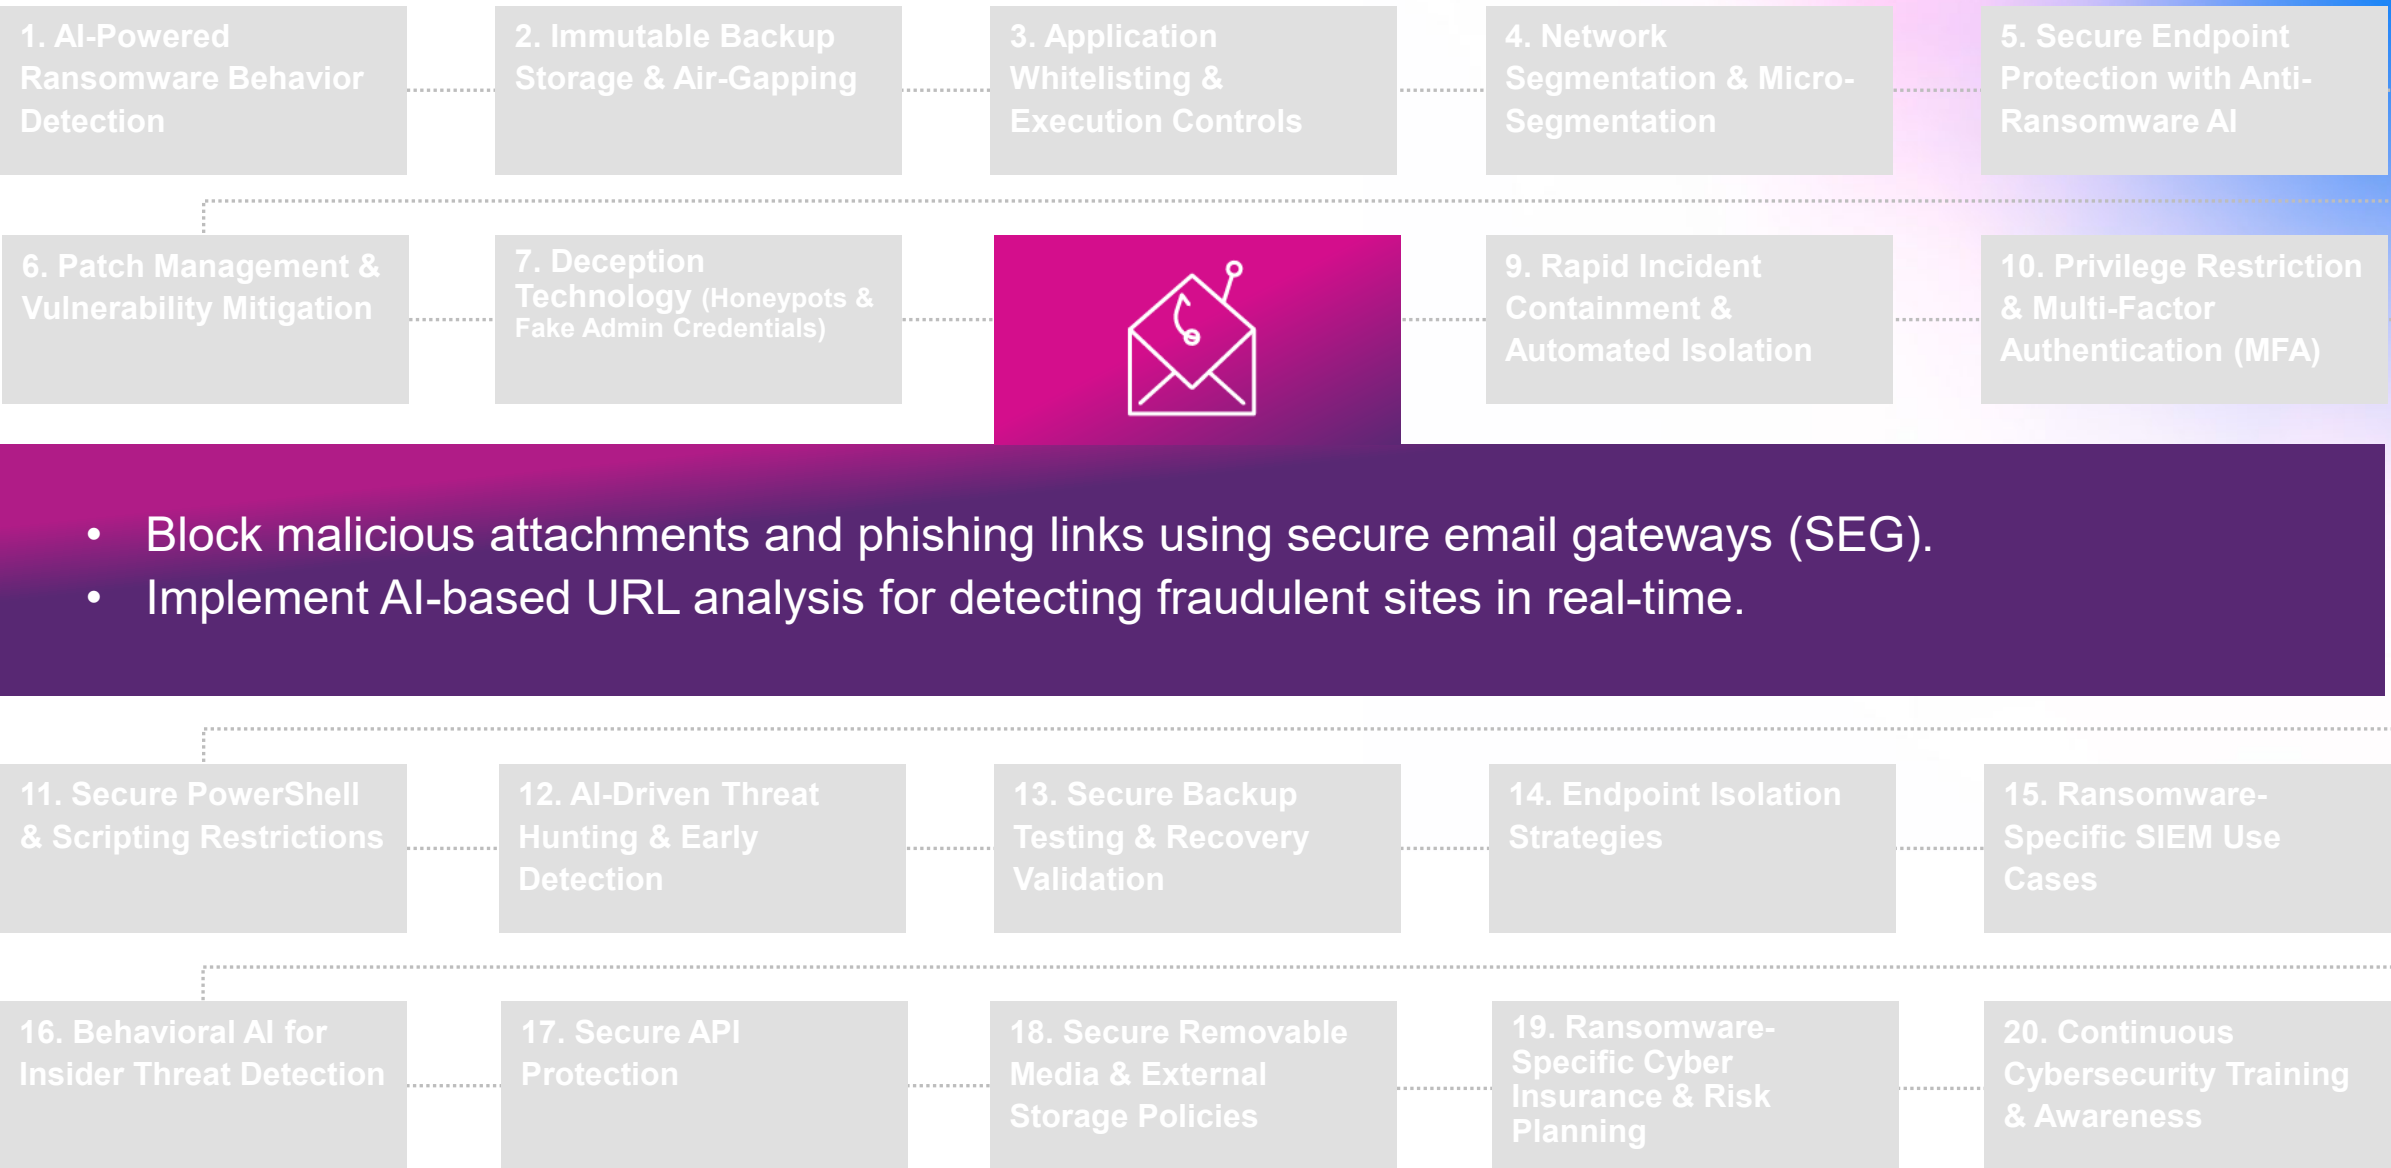 1. AI-Powered
Ransomware Behavior
Detection
2. Immutable Backup
Storage & Air-Gapping
3. Application
Whitelisting &
Execution Controls
4. Network
Segmentation & Micro-
Segmentation
5. Secure Endpoint
Protection with Anti-
Ransomware AI
6. Patch Management &
Vulnerability Mitigation
7. Deception
Technology (Honeypots &
Fake Admin Credentials)
9. Rapid Incident
Containment &
Automated Isolation
10. Privilege Restriction
& Multi-Factor
Authentication (MFA)
• Block malicious attachments and phishing links using secure email gateways (SEG).
• Implement AI-based URL analysis for detecting fraudulent sites in real-time.
11. Secure PowerShell
& Scripting Restrictions
12. AI-Driven Threat
Hunting & Early
Detection
13. Secure Backup
Testing & Recovery
Validation
14. Endpoint Isolation
Strategies
15. Ransomware-
Specific SIEM Use
Cases
16. Behavioral AI for
Insider Threat Detection
17. Secure API
Protection
18. Secure Removable
Media & External
Storage Policies
19. Ransomware-
Specific Cyber
Insurance & Risk
Planning
20. Continuous
Cybersecurity Training
& Awareness